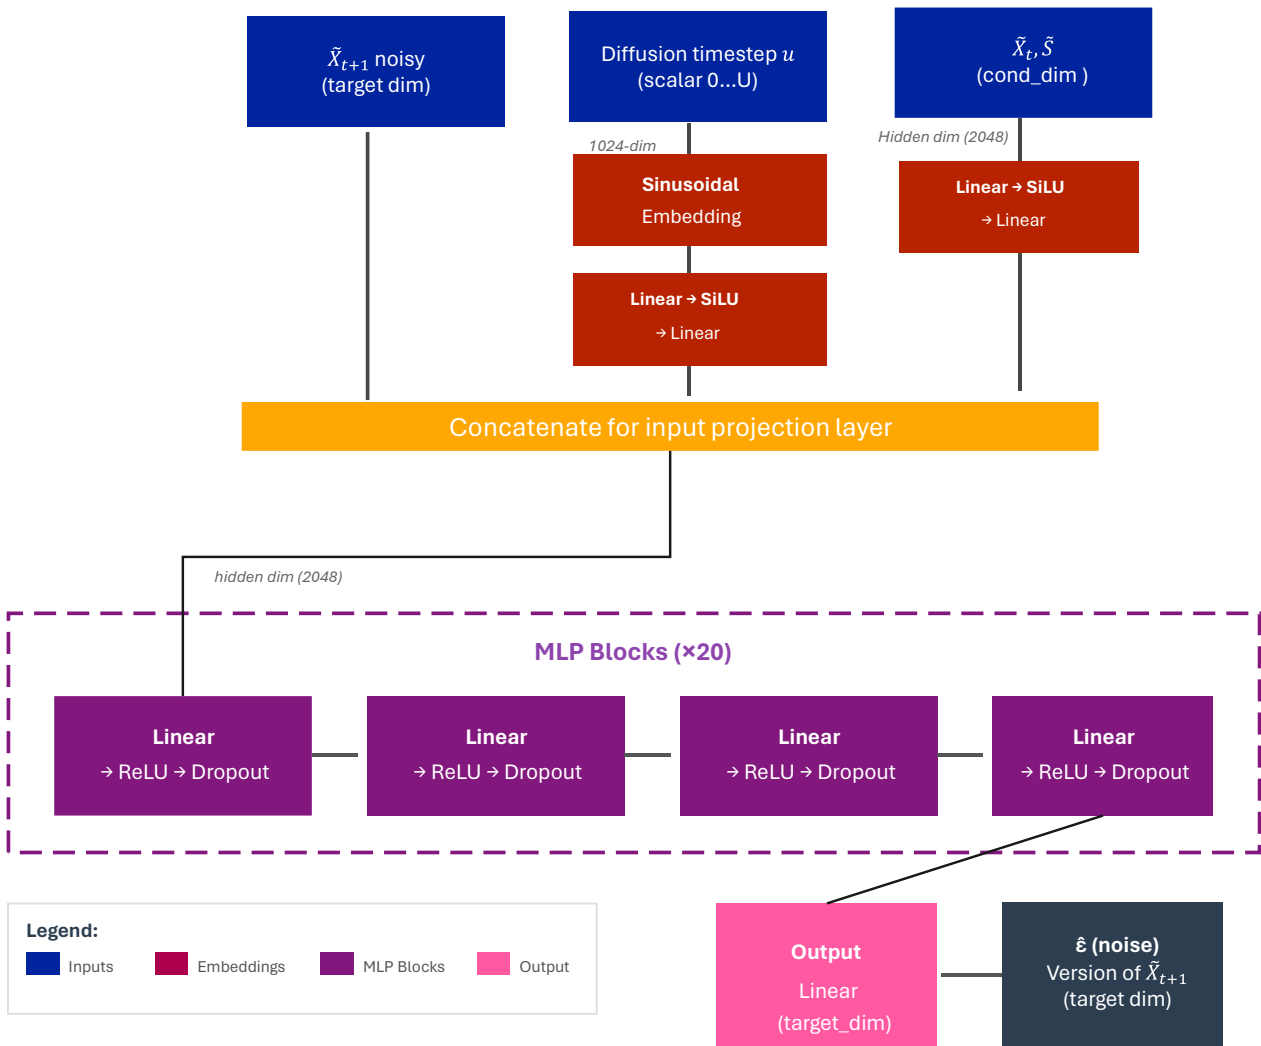 X̃ₜ₊₁ noisy
(target dim)
Diffusion timestep u
(scalar 0...U)
X̃ₜ, S̃
(cond_dim )
1024-dim
Hidden dim (2048)
Sinusoidal
Embedding
Linear → SiLU
→ Linear
Linear → SiLU
→ Linear
Concatenate for input projection layer
hidden dim (2048)
MLP Blocks (×20)
Linear
→ ReLU → Dropout
Linear
→ ReLU → Dropout
Linear
→ ReLU → Dropout
Linear
→ ReLU → Dropout
Legend:
Inputs
Embeddings
MLP Blocks
Output
Output
Linear
(target_dim)
ε̂ (noise)
Version of X̃ₜ₊₁
(target dim)